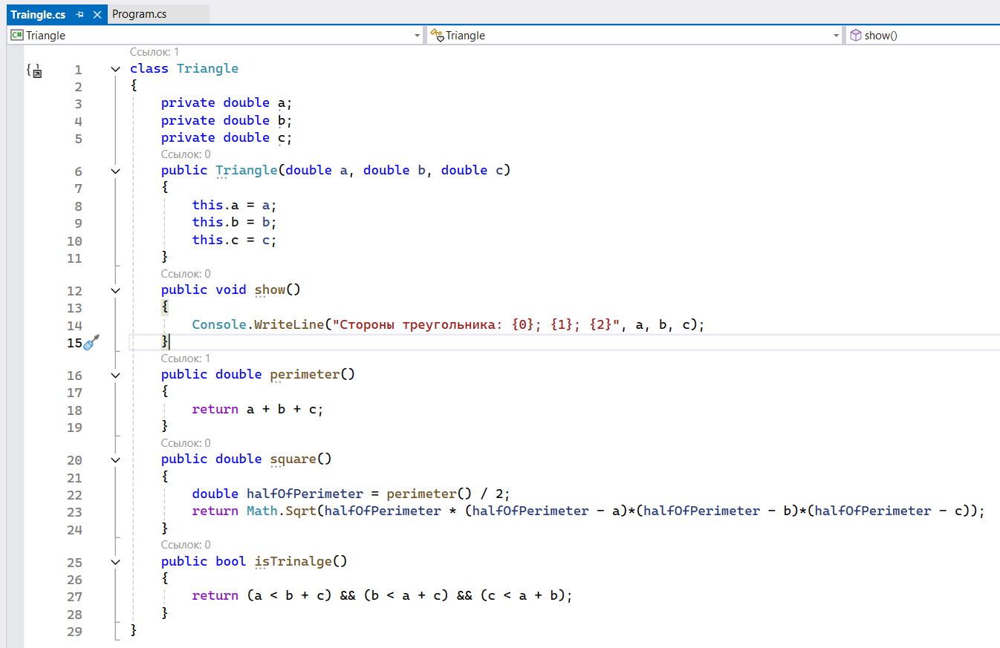 Traingle.cs Program.cs
C# Triangle Triangle show()
Ссылок: 1
1 class Triangle
2 {
3 private double a;
4 private double b;
5 private double c;
Ссылок: 0
6 public Triangle(double a, double b, double c)
7 {
8 this.a = a;
9 this.b = b;
10 this.c = c;
11 }
Ссылок: 0
12 public void show()
13 {
14 Console.WriteLine("Стороны треугольника: {0}; {1}; {2}", a, b, c);
15 }
Ссылок: 1
16 public double perimeter()
17 {
18 return a + b + c;
19 }
Ссылок: 0
20 public double square()
21 {
22 double halfOfPerimeter = perimeter() / 2;
23 return Math.Sqrt(halfOfPerimeter * (halfOfPerimeter - a)*(halfOfPerimeter - b)*(halfOfPerimeter - c));
24 }
Ссылок: 0
25 public bool isTrinalge()
26 {
27 return (a < b + c) && (b < a + c) && (c < a + b);
28 }
29 }